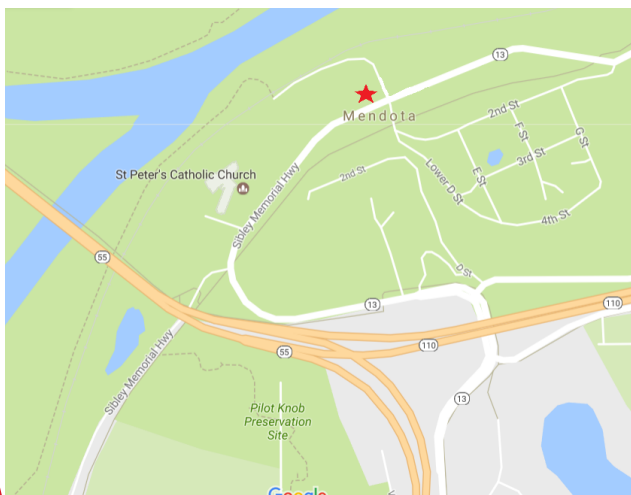 13
Mendota
2nd St
F St
G St
3rd St
E St
Lower D St
4th St
St Peter's Catholic Church
2nd St
Sibley Memorial Hwy
55
D St
13
110
110
55
Sibley Memorial Hwy
13
Pilot Knob
Preservation
Site
Google